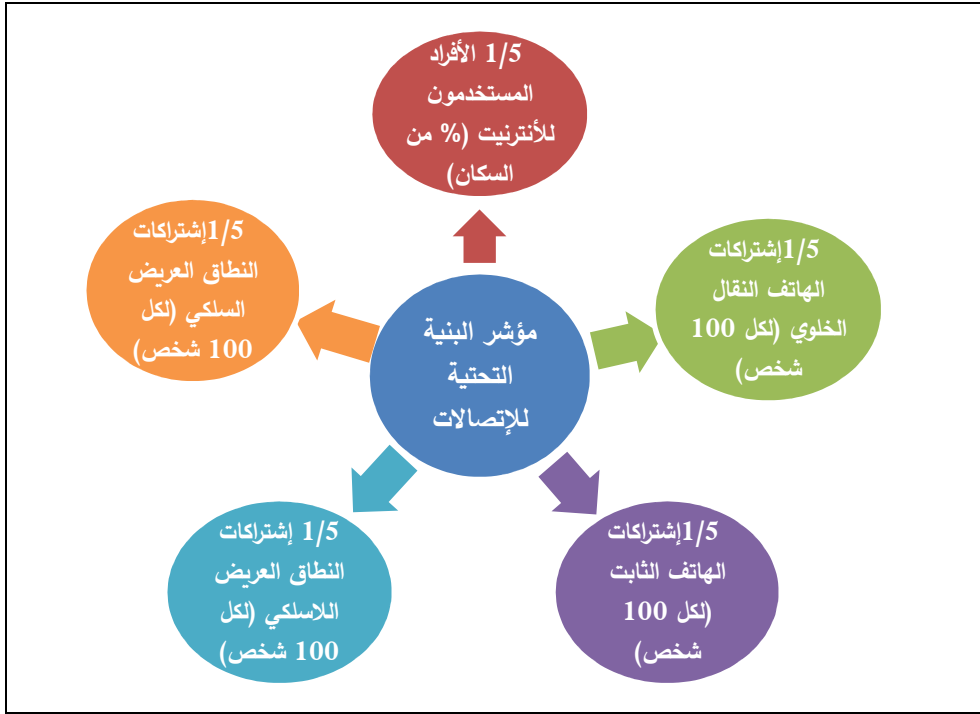 1/5 الأفراد
المستخدمون
للأنترنيت (% من
السكان)
1/5إشتراكات
الهاتف النقال
الخلوي (لكل 100
شخص)
1/5إشتراكات
النطاق العريض
السلكي (لكل
100 شخص)
مؤشر البنية
التحتية
للإتصالات
1/5إشتراكات
الهاتف الثابت
(لكل 100
شخص)
1/5 إشتراكات
النطاق العريض
اللاسلكي (لكل
100 شخص)